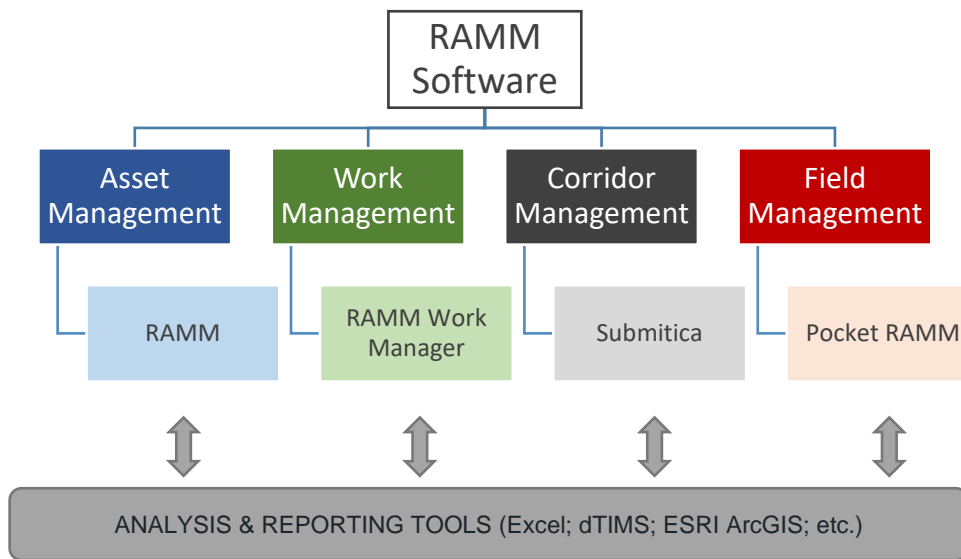 RAMM
Software
Asset
Management
Work
Management
Corridor
Management
Field
Management
RAMM
RAMM Work
Manager
Submitica
Pocket RAMM
ANALYSIS & REPORTING TOOLS (Excel; dTIMS; ESRI ArcGIS; etc.)